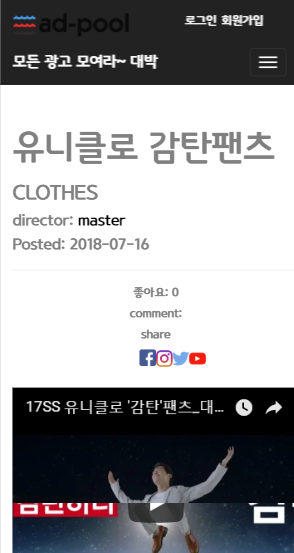 ad-pool
로그인 회원가입
모든 광고 모여라~ 대박
유니클로 감탄팬츠
CLOTHES
director: master
Posted: 2018-07-16
좋아요: 0
comment:
share
17SS 유니클로 '감탄'팬츠_대...